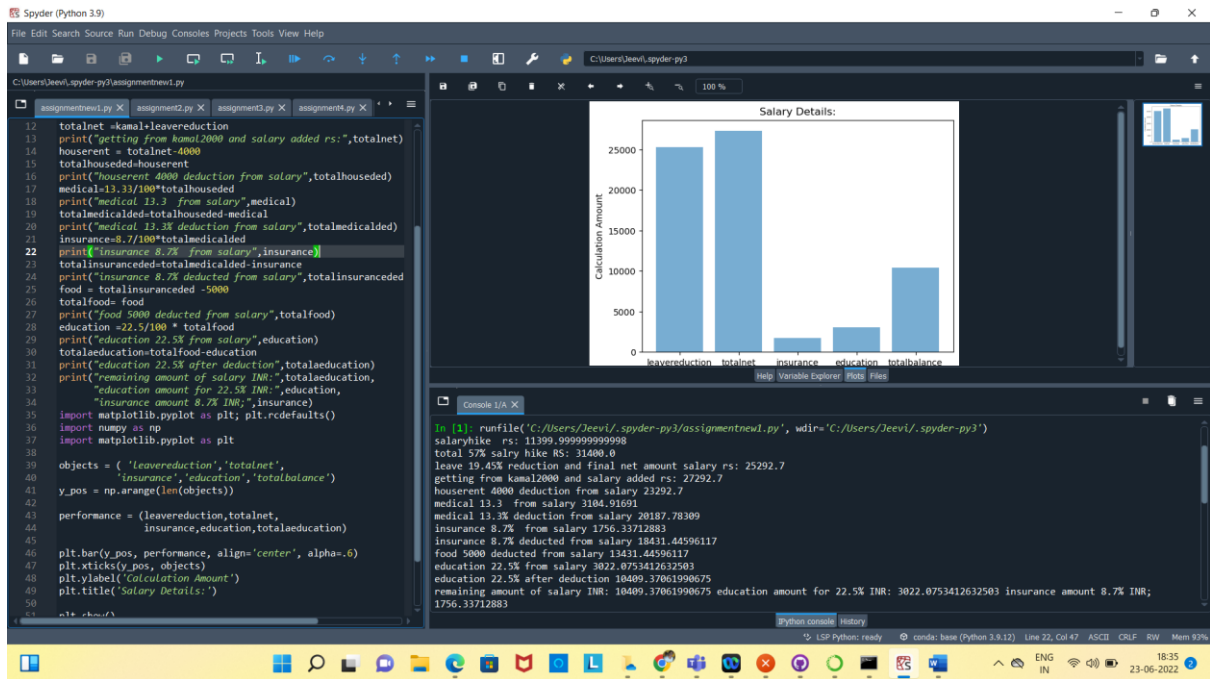 Spyder (Python 3.9)
File Edit Search Source Run Debug Consoles Projects Tools View Help
C:\Users\Jeevi\.spyder-py3
C:\Users\Jeevi\.spyder-py3\assignmentnew1.py
assignmentnew1.py assignment2.py assignment3.py assignment4.py
12 totalnet =kamal+leavereduction
13 print("getting from kamal2000 and salary added rs:",totalnet)
14 houserent = totalnet-4000
15 totalhouseded=houserent
16 print("houserent 4000 deduction from salary",totalhouseded)
17 medical=13.33/100*totalhouseded
18 print("medical 13.3  from salary",medical)
19 totalmedicalded=totalhouseded-medical
20 print("medical 13.3% deduction from salary",totalmedicalded)
21 insurance=8.7/100*totalmedicalded
22 print("insurance 8.7%  from salary",insurance)
23 totalinsuranceded=totalmedicalded-insurance
24 print("insurance 8.7% deducted from salary",totalinsuranceded
25 food = totalinsuranceded -5000
26 totalfood= food
27 print("food 5000 deducted from salary",totalfood)
28 education =22.5/100 * totalfood
29 print("education 22.5% from salary",education)
30 totalaeducation=totalfood-education
31 print("education 22.5% after deduction",totalaeducation)
32 print("remaining amount of salary INR:",totalaeducation,
33 "education amount for 22.5% INR:",education,
34 "insurance amount 8.7% INR;",insurance)
35 import matplotlib.pyplot as plt; plt.rcdefaults()
36 import numpy as np
37 import matplotlib.pyplot as plt
38
39 objects = ( 'leavereduction','totalnet',
40 'insurance','education','totalbalance')
41 y_pos = np.arange(len(objects))
42
43 performance = (leavereduction,totalnet,
44 insurance,education,totalaeducation)
45
46 plt.bar(y_pos, performance, align='center', alpha=.6)
47 plt.xticks(y_pos, objects)
48 plt.ylabel('Calculation Amount')
49 plt.title('Salary Details:')
50
51 plt.show()
100 %
Salary Details:
Calculation Amount
25000
20000
15000
10000
5000
0
leavereduction totalnet insurance education totalbalance
Help Variable Explorer Plots Files
Console 1/A
In [1]: runfile('C:/Users/Jeevi/.spyder-py3/assignmentnew1.py', wdir='C:/Users/Jeevi/.spyder-py3')
salaryhike  rs: 11399.999999999998
total 57% salry hike RS: 31400.0
leave 19.45% reduction and final net amount salary rs: 25292.7
getting from kamal2000 and salary added rs: 27292.7
houserent 4000 deduction from salary 23292.7
medical 13.3  from salary 3104.91691
medical 13.3% deduction from salary 20187.78309
insurance 8.7%  from salary 1756.33712883
insurance 8.7% deducted from salary 18431.44596117
food 5000 deducted from salary 13431.44596117
education 22.5% from salary 3022.0753412632503
education 22.5% after deduction 10409.37061990675
remaining amount of salary INR: 10409.37061990675 education amount for 22.5% INR: 3022.0753412632503 insurance amount 8.7% INR;
1756.33712883
IPython console History
LSP Python: ready conda: base (Python 3.9.12) Line 22, Col 47 ASCII CRLF RW Mem 93%
ENG
IN
18:35
23-06-2022
2